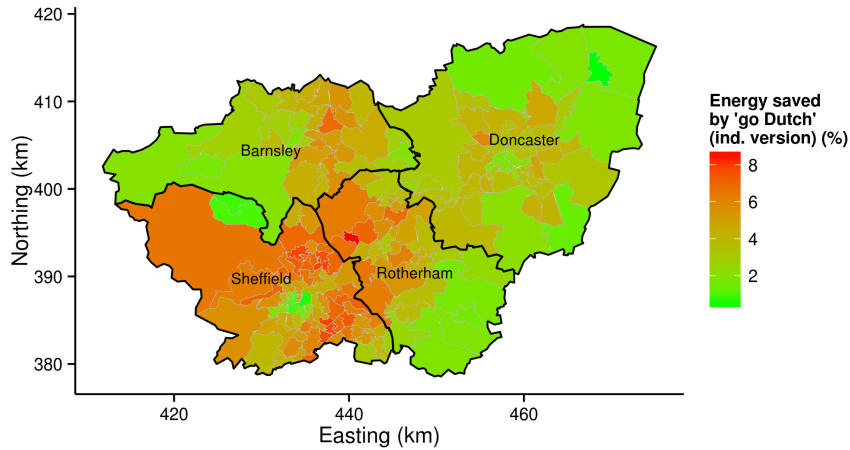 420
410
400
390
380
Northing (km)
Barnsley
Doncaster
Sheffield
Rotherham
420
440
460
Easting (km)
Energy saved
by 'go Dutch'
(ind. version) (%)
8
6
4
2